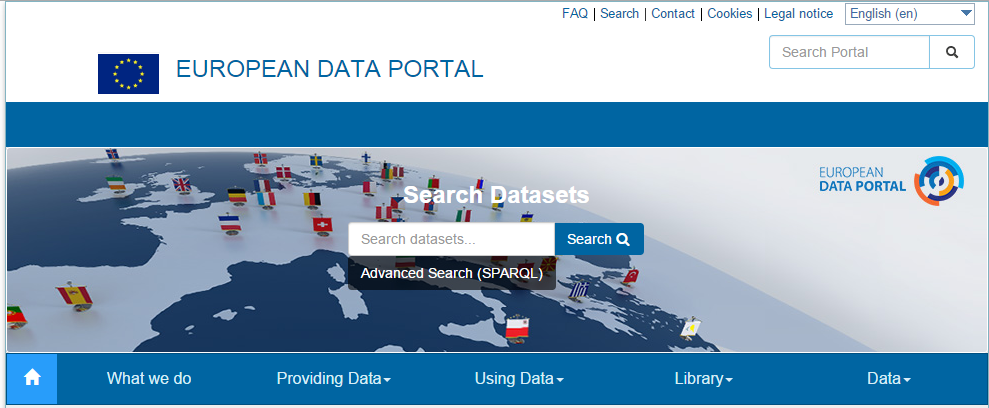 FAQ | Search | Contact | Cookies | Legal notice English (en)
Search Portal
EUROPEAN DATA PORTAL
EUROPEAN
DATA PORTAL
Search Datasets
Search datasets... Search
Advanced Search (SPARQL)
What we do Providing Data Using Data Library Data